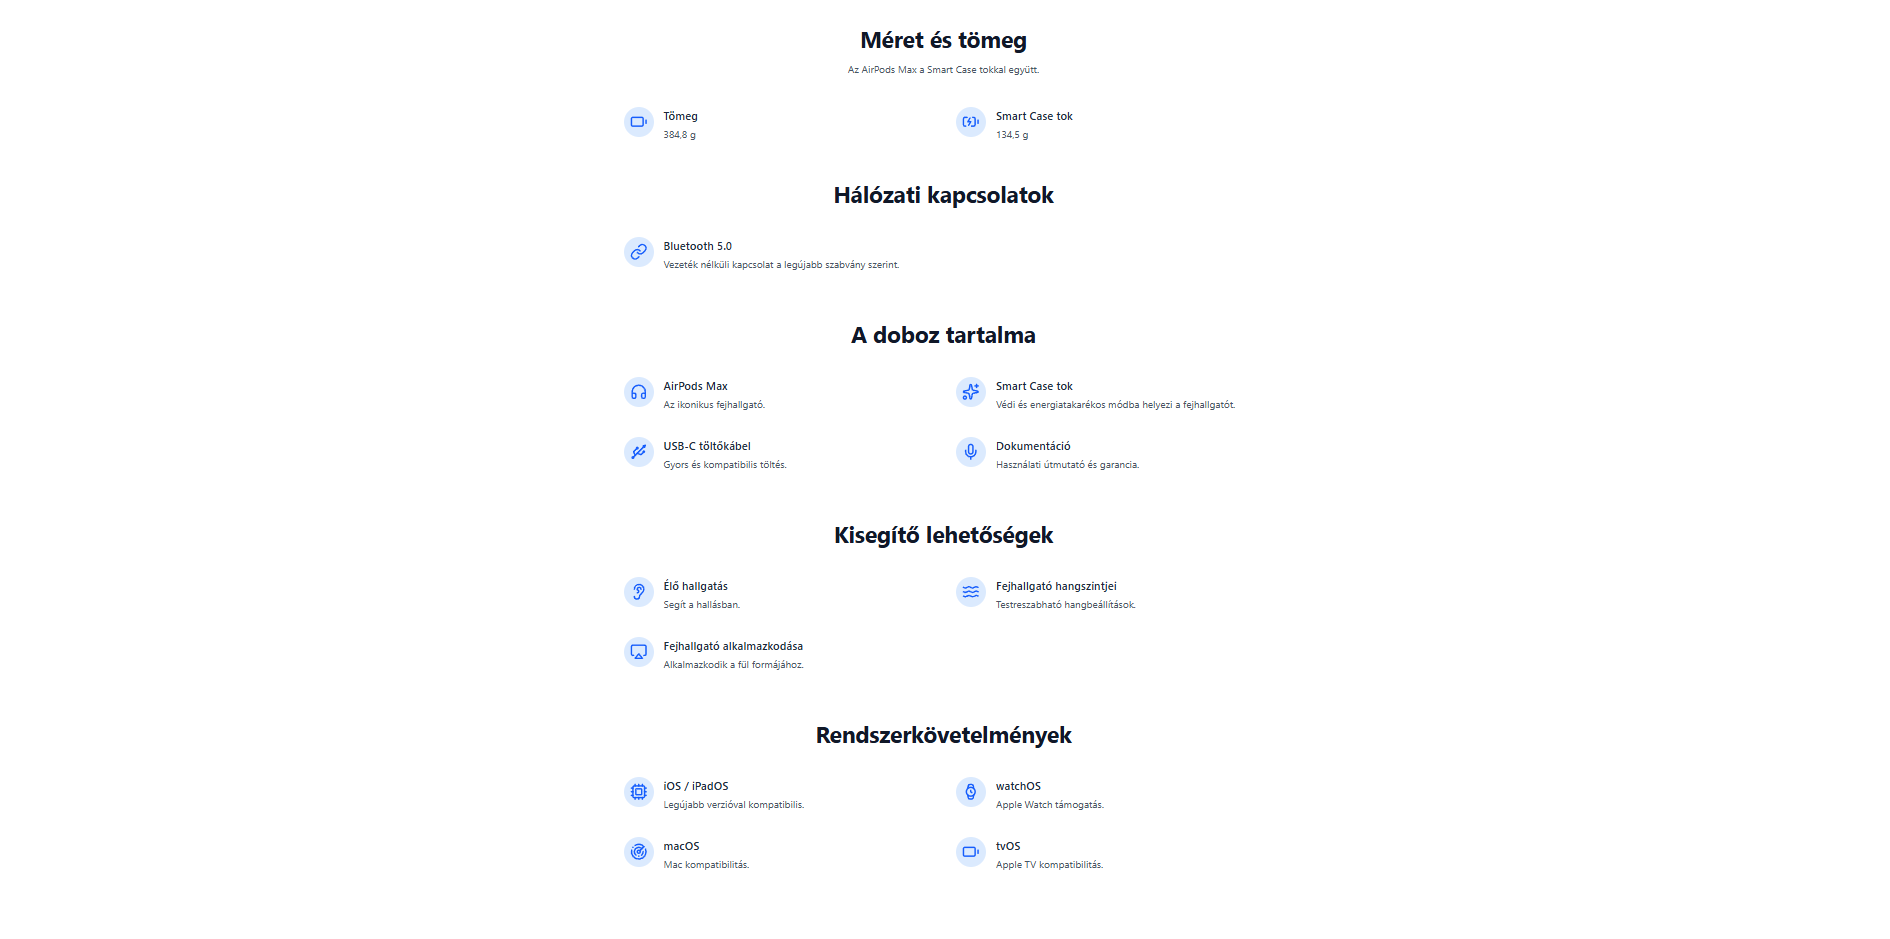 Méret és tömeg
Az AirPods Max a Smart Case tokkal együtt.
Tömeg
384,8 g
Smart Case tok
134,5 g
Hálózati kapcsolatok
Bluetooth 5.0
Vezeték nélküli kapcsolat a legújabb szabvány szerint.
A doboz tartalma
AirPods Max
Az ikonikus fejhallgató.
Smart Case tok
Védi és energiatakarékos módba helyezi a fejhallgatót.
USB-C töltőkábel
Gyors és kompatibilis töltés.
Dokumentáció
Használati útmutató és garancia.
Kisegítő lehetőségek
Élő hallgatás
Segít a hallásban.
Fejhallgató hangszintjei
Testreszabható hangbeállítások.
Fejhallgató alkalmazkodása
Alkalmazkodik a fül formájához.
Rendszerkövetelmények
iOS / iPadOS
Legújabb verzióval kompatibilis.
watchOS
Apple Watch támogatás.
macOS
Mac kompatibilitás.
tvOS
Apple TV kompatibilitás.